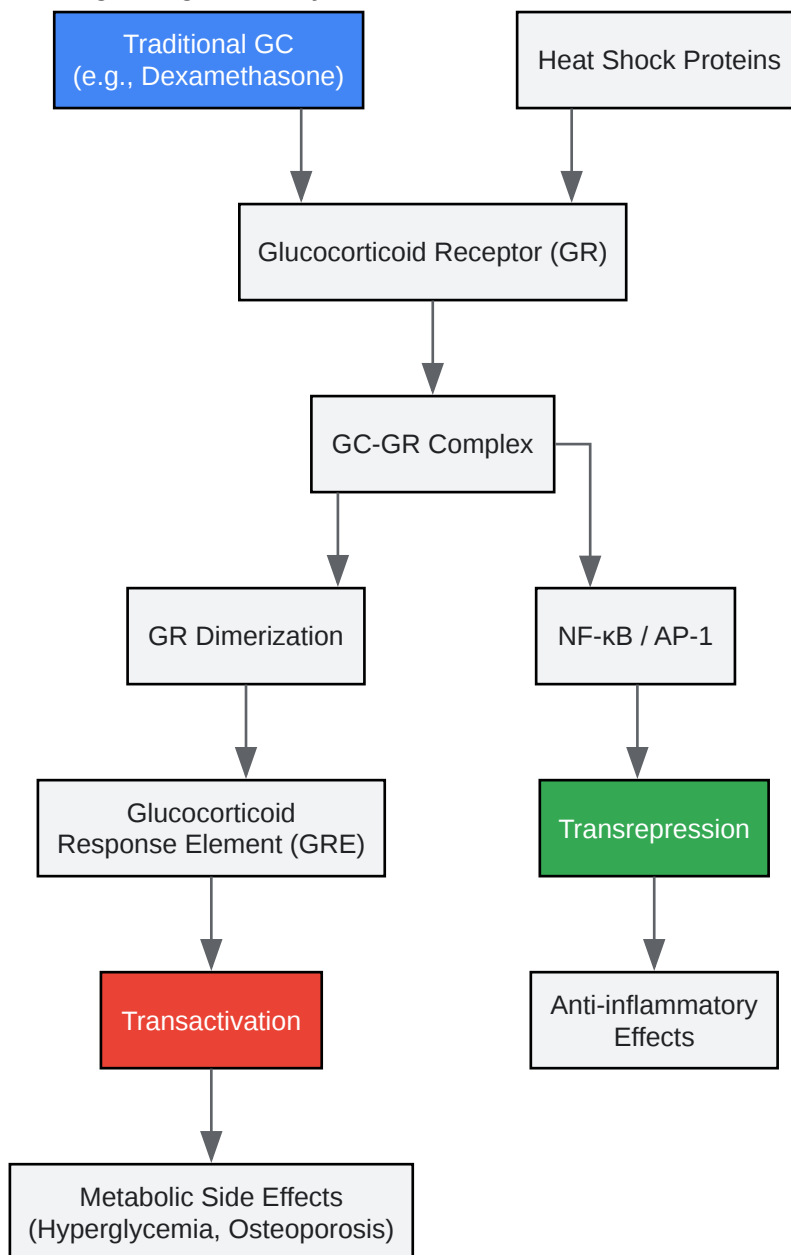 Traditional GC
(e.g., Dexamethasone)
Heat Shock Proteins
Glucocorticoid Receptor (GR)
GC-GR Complex
GR Dimerization
NF-κB / AP-1
Glucocorticoid
Response Element (GRE)
Transrepression
Transactivation
Anti-inflammatory
Effects
Metabolic Side Effects
(Hyperglycemia, Osteoporosis)